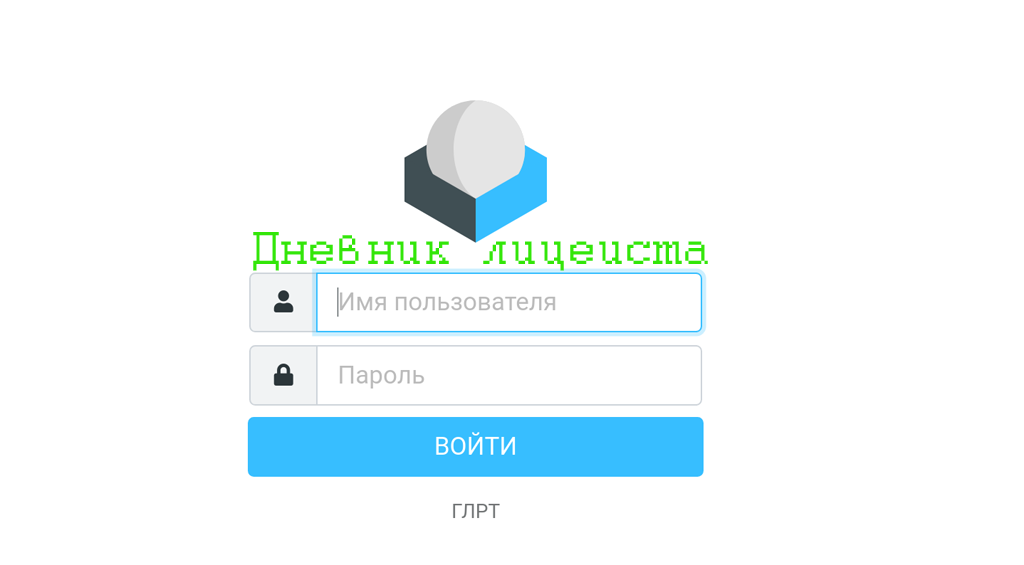 Дневник лицеиста
Имя пользователя
Пароль
ВОЙТИ
ГЛРТ